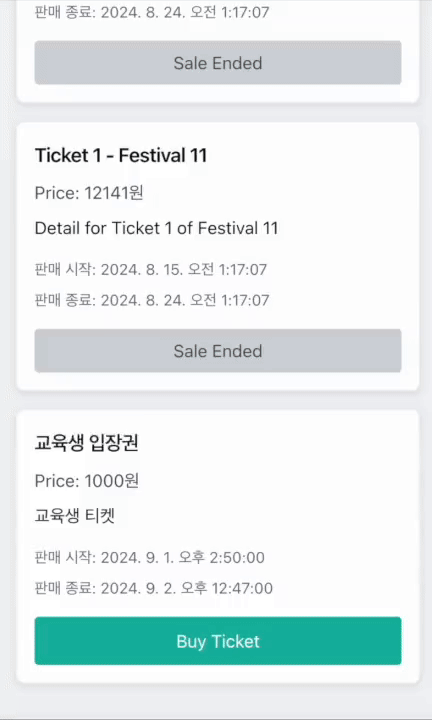 판매 종료: 2024. 8. 24. 오전 1:17:07
Sale Ended
Ticket 1 - Festival 11
Price: 12141원
Detail for Ticket 1 of Festival 11
판매 시작: 2024. 8. 15. 오전 1:17:07
판매 종료: 2024. 8. 24. 오전 1:17:07
Sale Ended
교육생 입장권
Price: 1000원
교육생 티켓
판매 시작: 2024. 9. 1. 오후 2:50:00
판매 종료: 2024. 9. 2. 오후 12:47:00
Buy Ticket